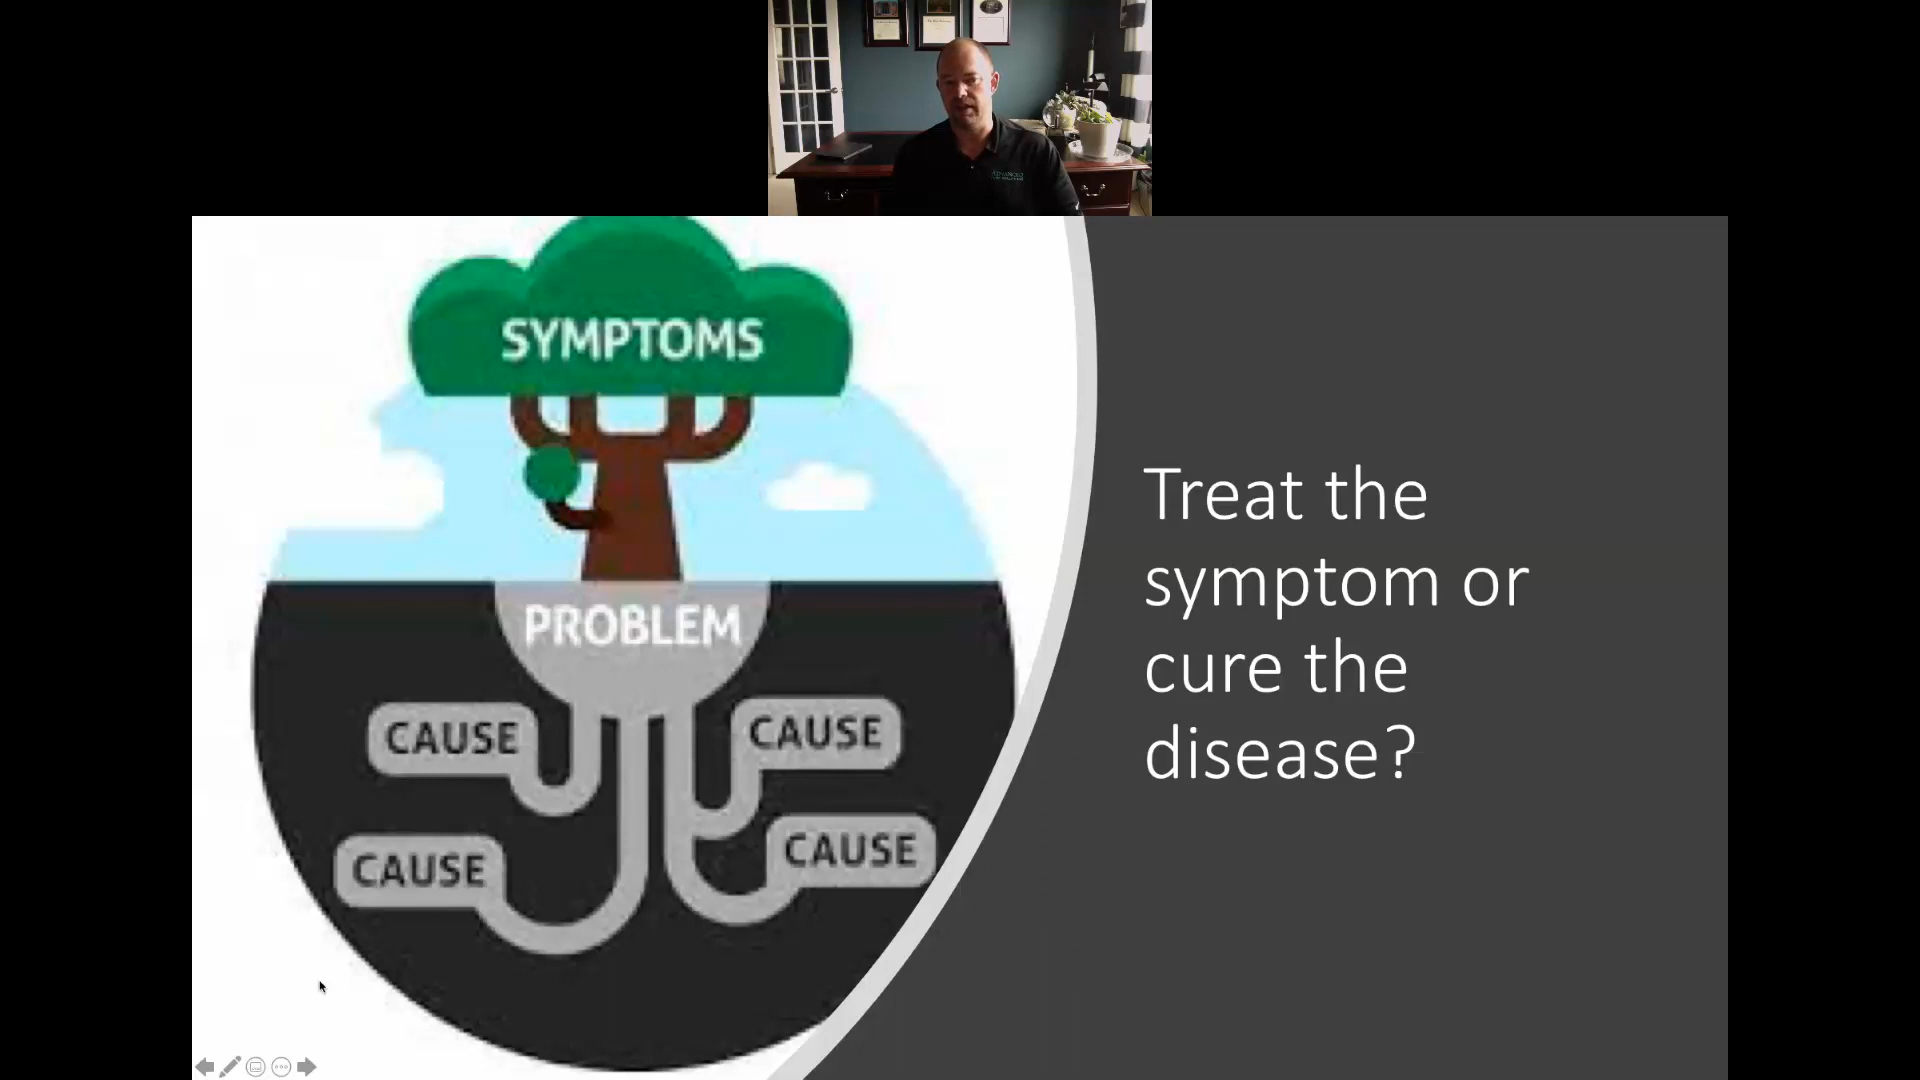 SYMPTOMS
PROBLEM
CAUSE
CAUSE
CAUSE
CAUSE
Treat the
symptom or
cure the
disease?